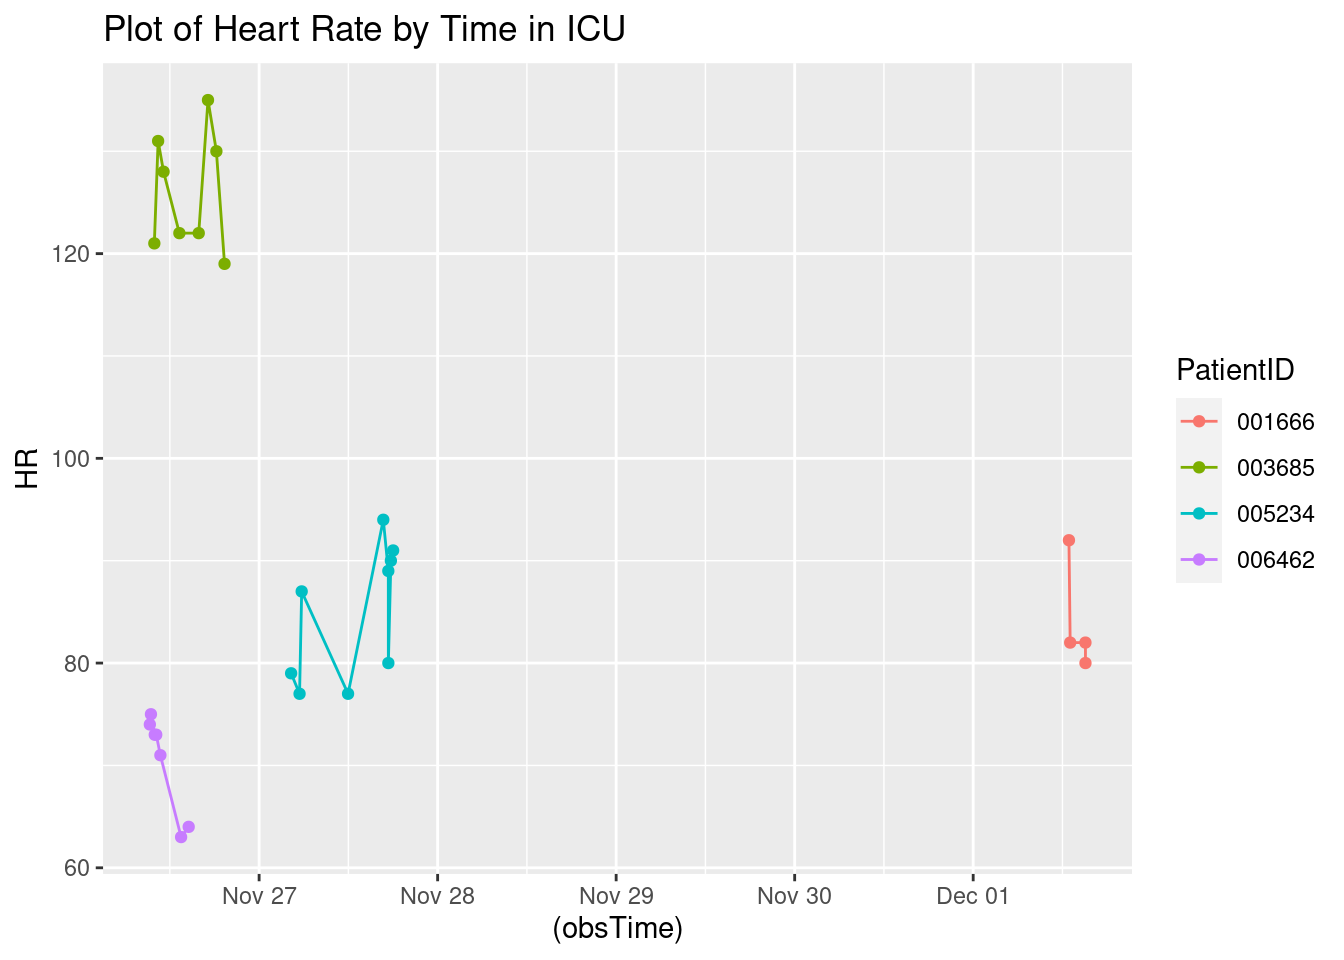 Plot of Heart Rate by Time in ICU
HR
120
100
80
60
Nov 27 Nov 28 Nov 29 Nov 30 Dec 01
(obsTime)
PatientID
001666
003685
005234
006462